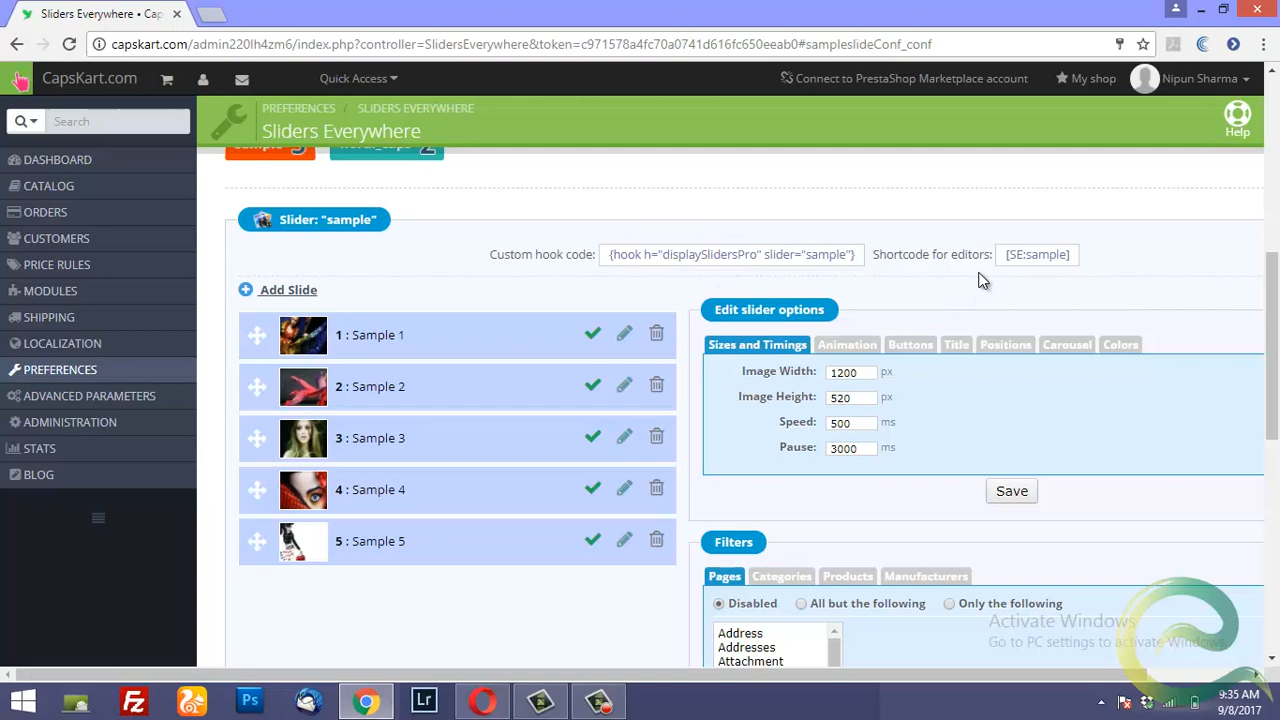 Sliders Everywhere • Cap
capskart.com/admin220lh4zm6/index.php?controller=SlidersEverywhere&token=c971578a4fc70a0741d616fc650eeab0#sampleslideConf_conf
CapsKart.com
Quick Access
Connect to PrestaShop Marketplace account
My shop
Nipun Sharma
Search
PREFERENCES / SLIDERS EVERYWHERE
Sliders Everywhere
Help
DASHBOARD
CATALOG
ORDERS
CUSTOMERS
PRICE RULES
MODULES
SHIPPING
LOCALIZATION
PREFERENCES
ADVANCED PARAMETERS
ADMINISTRATION
STATS
BLOG
Slider: "sample"
Custom hook code: {hook h="displaySlidersPro" slider="sample"} Shortcode for editors: [SE:sample]
Add Slide
1 : Sample 1
2 : Sample 2
3 : Sample 3
4 : Sample 4
5 : Sample 5
Edit slider options
Sizes and Timings Animation Buttons Title Positions Carousel Colors
Image Width: 1200 px
Image Height: 520 px
Speed: 500 ms
Pause: 3000 ms
Save
Filters
Pages Categories Products Manufacturers
Disabled All but the following Only the following
Address
Addresses
Attachment
Activate Windows
Go to PC settings to activate Windows.
Ps
Lr
9:35 AM
9/8/2017